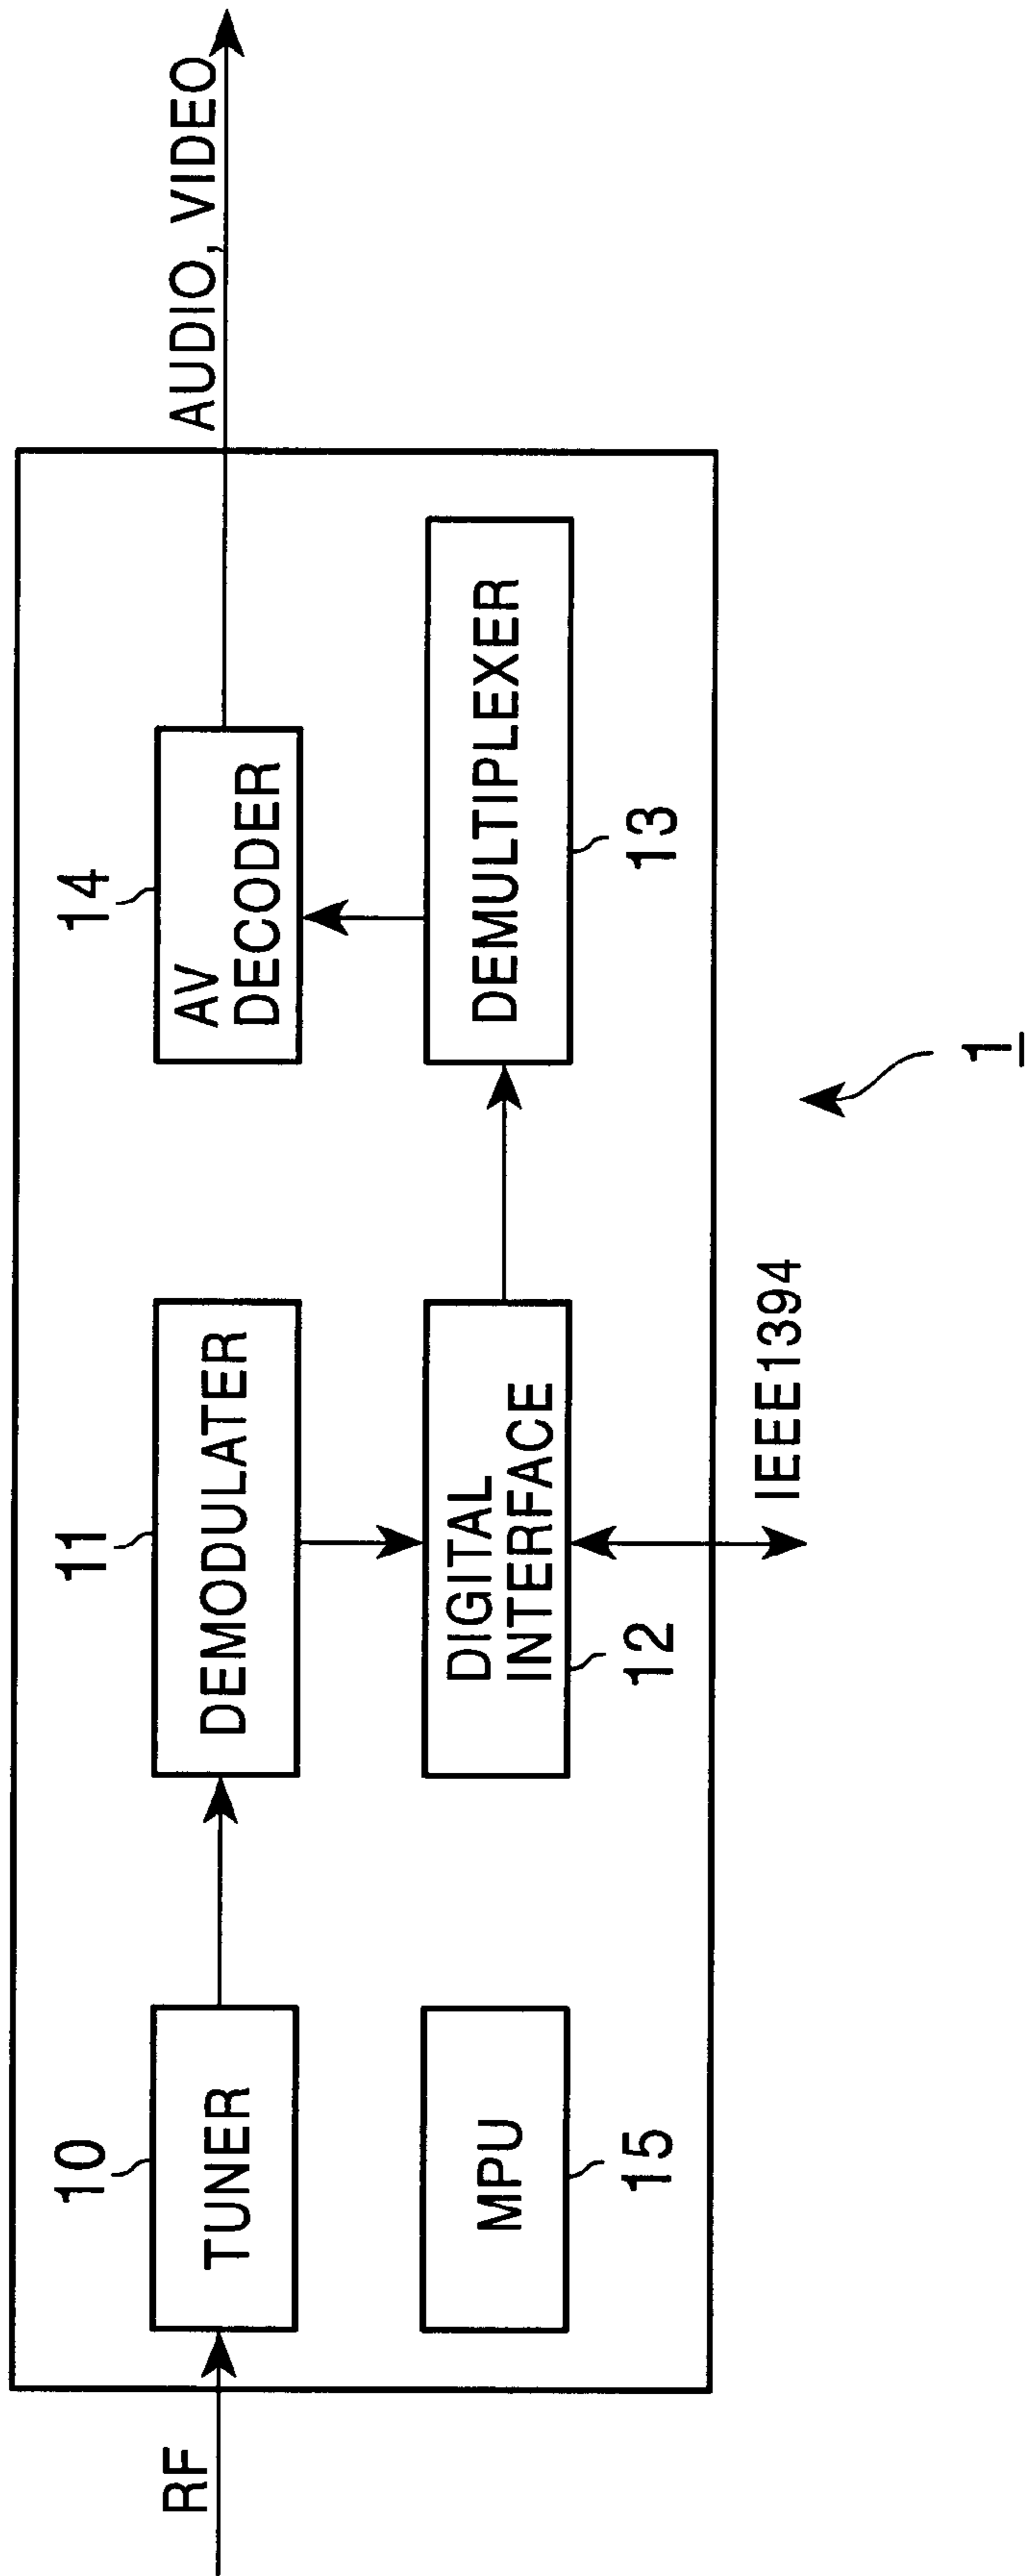 RF
10
TUNER
11
DEMODULATER
14
AV
DECODER
AUDIO, VIDEO
MPU
15
DIGITAL
INTERFACE
12
IEEE1394
DEMULTIPLEXER
13
1